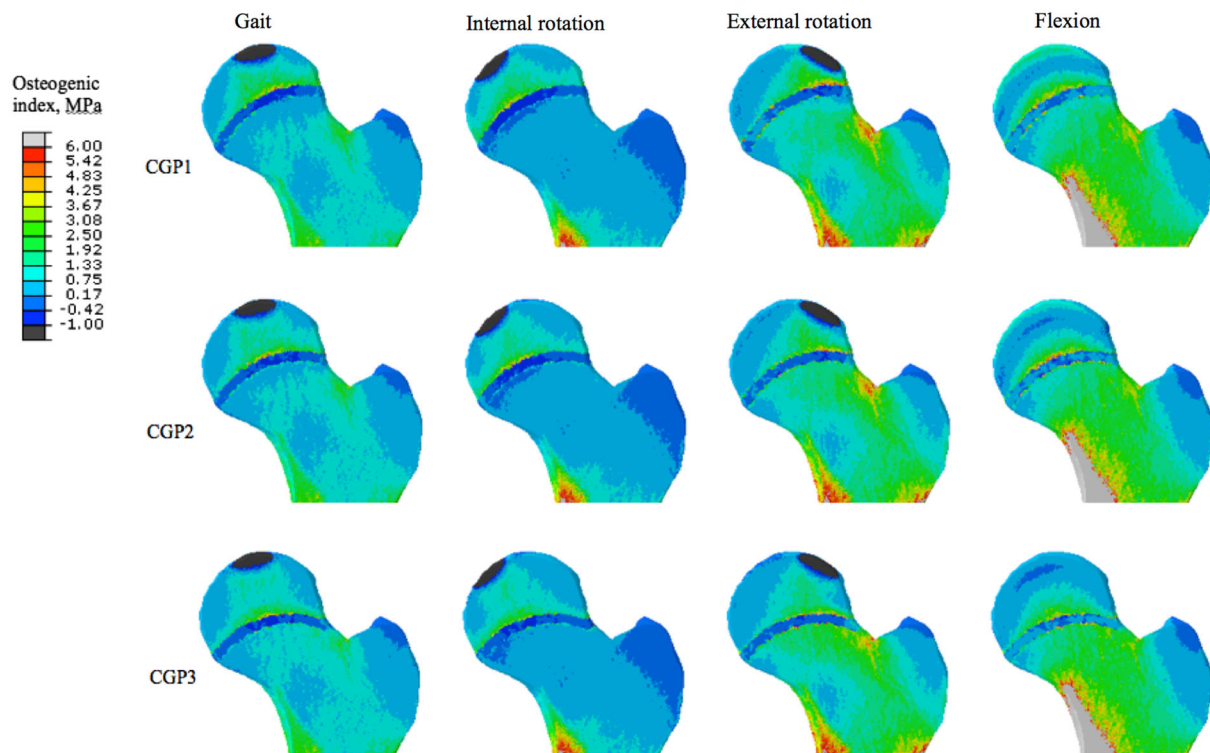 Gait Internal rotation External rotation Flexion
Osteogenic
index, MPa
6.00
5.42
4.83
4.25
3.67
3.08
2.50
1.92
1.33
0.75
0.17
-0.42
-1.00
CGP1
CGP2
CGP3